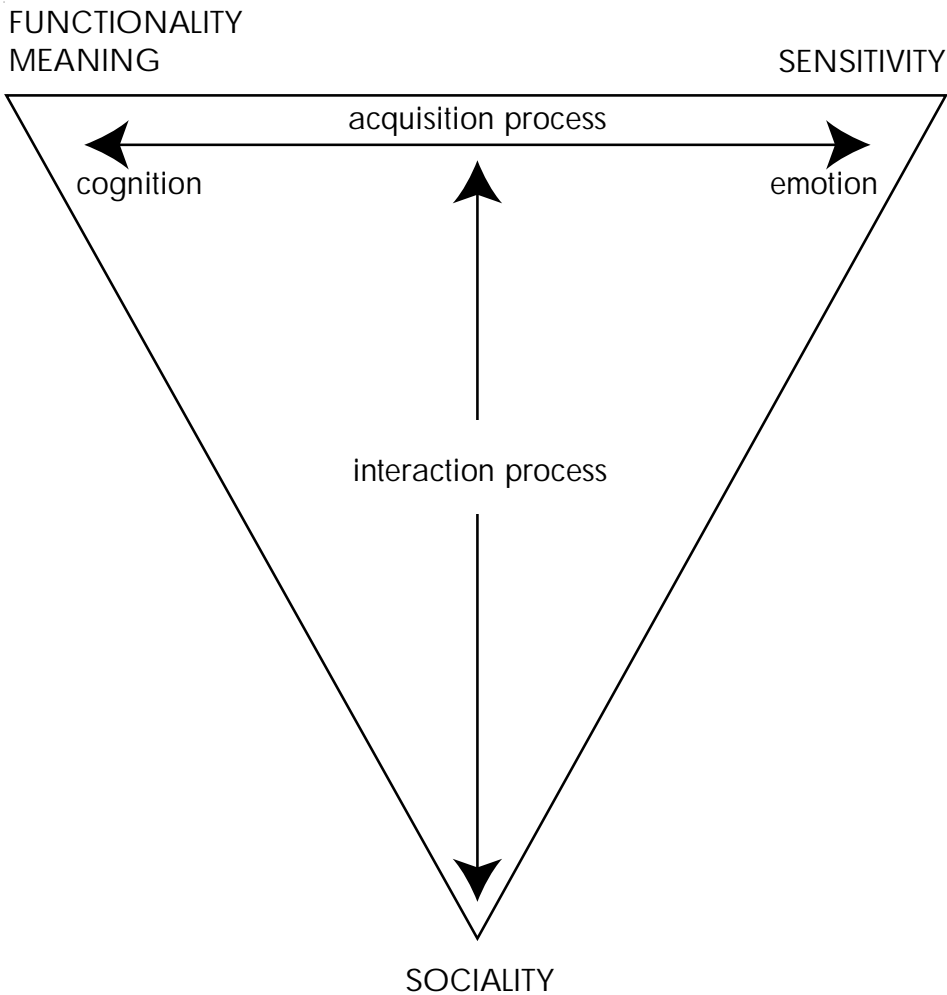 FUNCTIONALITY
MEANING
SENSITIVITY
acquisition process
cognition
emotion
interaction process
SOCIALITY